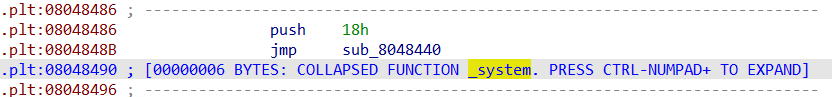 .plt:08048486 ; ---------------------------------------------------------------------------
.plt:08048486 push 18h
.plt:0804848B jmp sub_8048440
.plt:08048490 ; [00000006 BYTES: COLLAPSED FUNCTION _system. PRESS CTRL-NUMPAD+ TO EXPAND]
.plt:08048496 ; ---------------------------------------------------------------------------